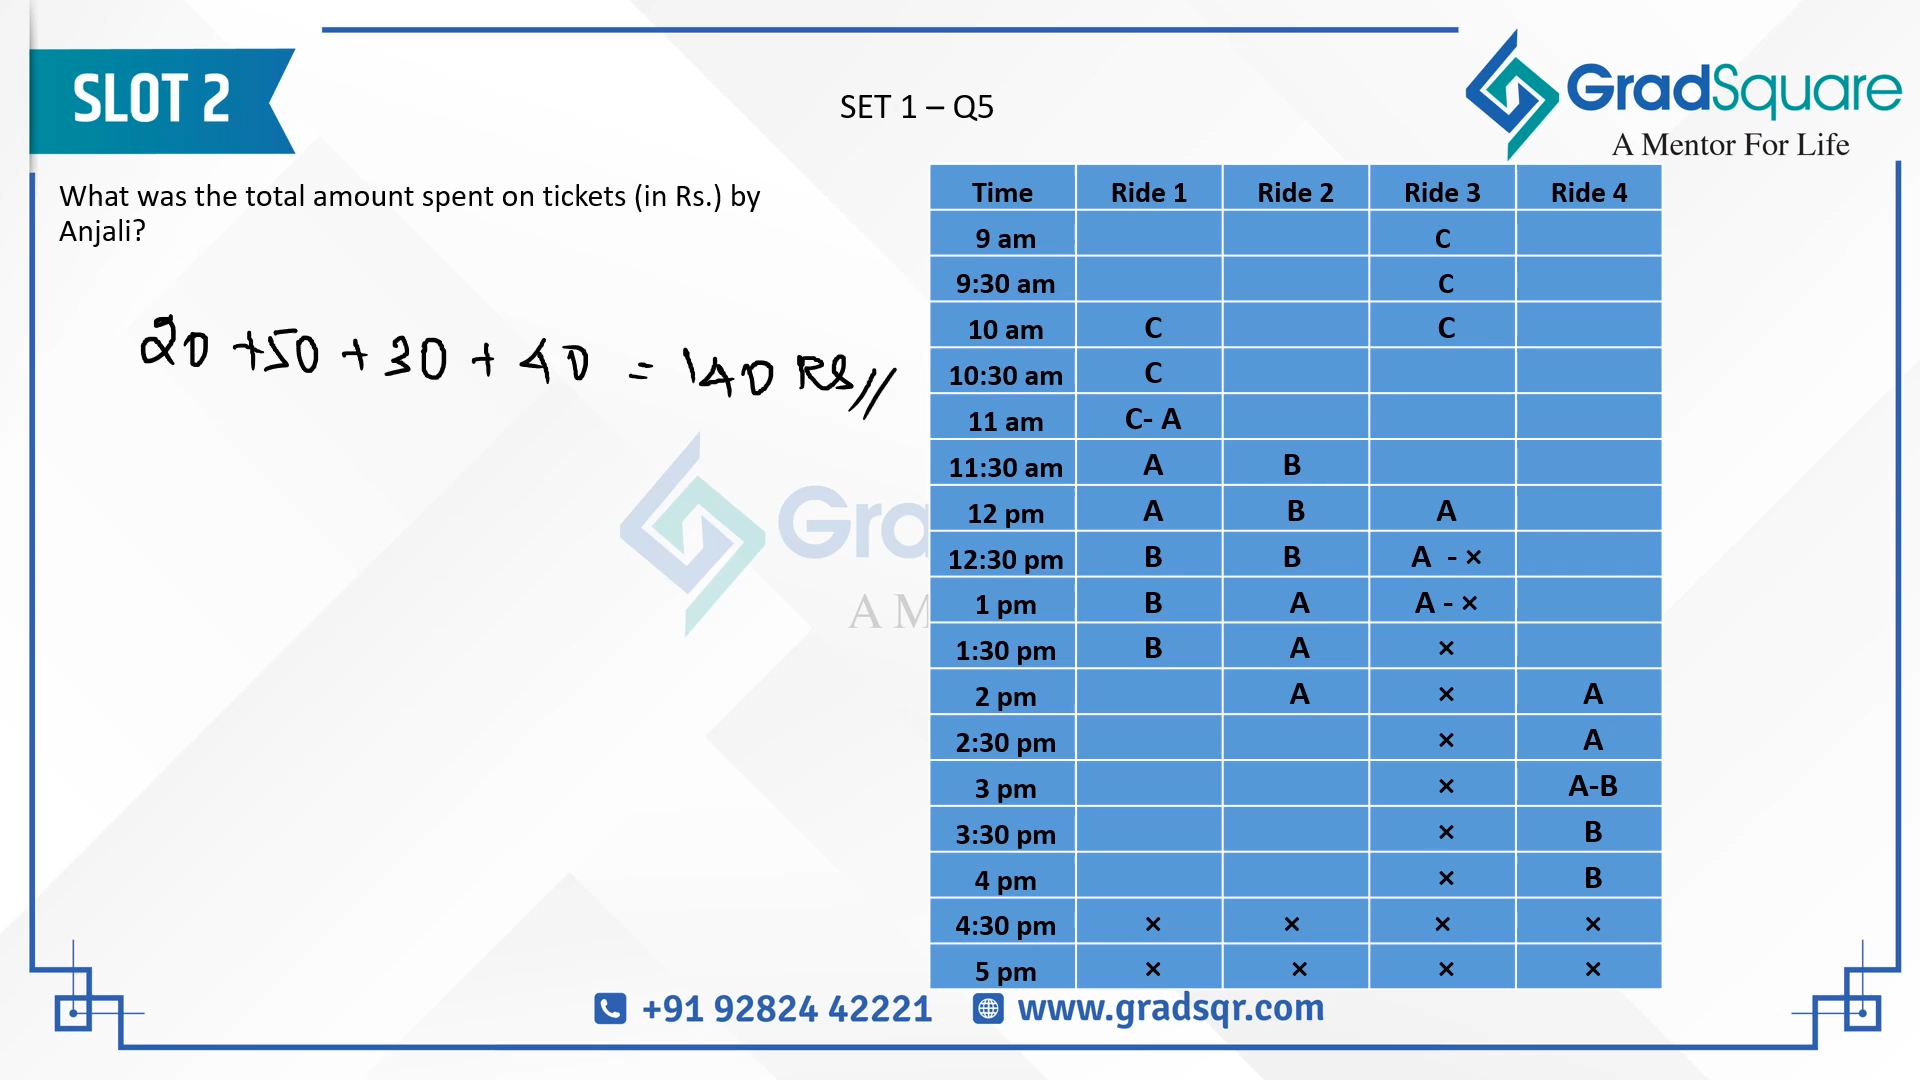 SLOT 2
SET 1 – Q5
GradSquare
A Mentor For Life
What was the total amount spent on tickets (in Rs.) by
Anjali?
20 + 50 + 30 + 40 = 140 RS //
Gra
A M
Time Ride 1 Ride 2 Ride 3 Ride 4
9 am C
9:30 am C
10 am C C
10:30 am C
11 am C- A
11:30 am A B
12 pm A B A
12:30 pm B B A - ×
1 pm B A A - ×
1:30 pm B A ×
2 pm A × A
2:30 pm × A
3 pm × A-B
3:30 pm × B
4 pm × B
4:30 pm × × × ×
5 pm × × × ×
+91 92824 42221 www.gradsqr.com